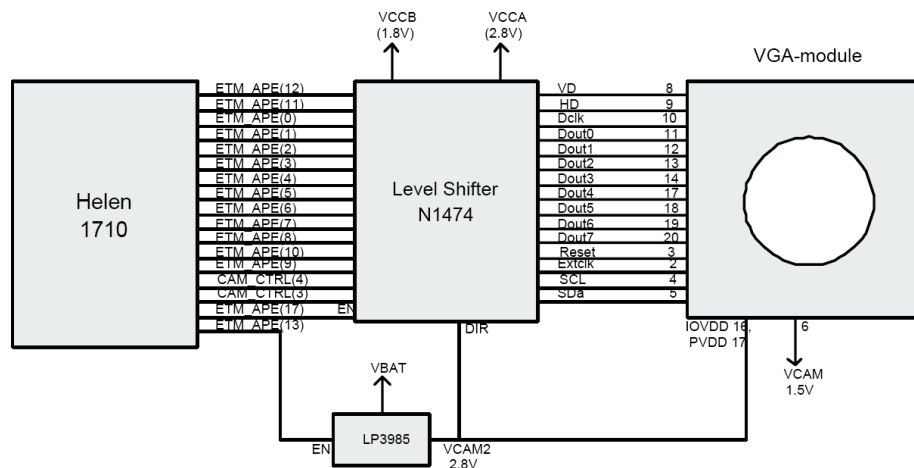 VCCB
(1.8V)
VCCA
(2.8V)
VGA-module
Helen
1710
ETM_APE(12)
ETM_APE(11)
ETM_APE(0)
ETM_APE(1)
ETM_APE(2)
ETM_APE(3)
ETM_APE(4)
ETM_APE(5)
ETM_APE(6)
ETM_APE(7)
ETM_APE(8)
ETM_APE(10)
ETM_APE(9)
CAM_CTRL(4)
CAM_CTRL(3)
ETM_APE(17) EN
ETM_APE(13)
Level Shifter
N1474
DIR
VD 8
HD 9
Dclk 10
Dout0 11
Dout1 12
Dout2 13
Dout3 14
Dout4 17
Dout5 18
Dout6 19
Dout7 20
Reset 3
Extclk 2
SCL 4
SDa 5
IOVDD 16,
PVDD 17
6
VCAM
1.5V
VBAT
EN
LP3985
VCAM2
2.8V